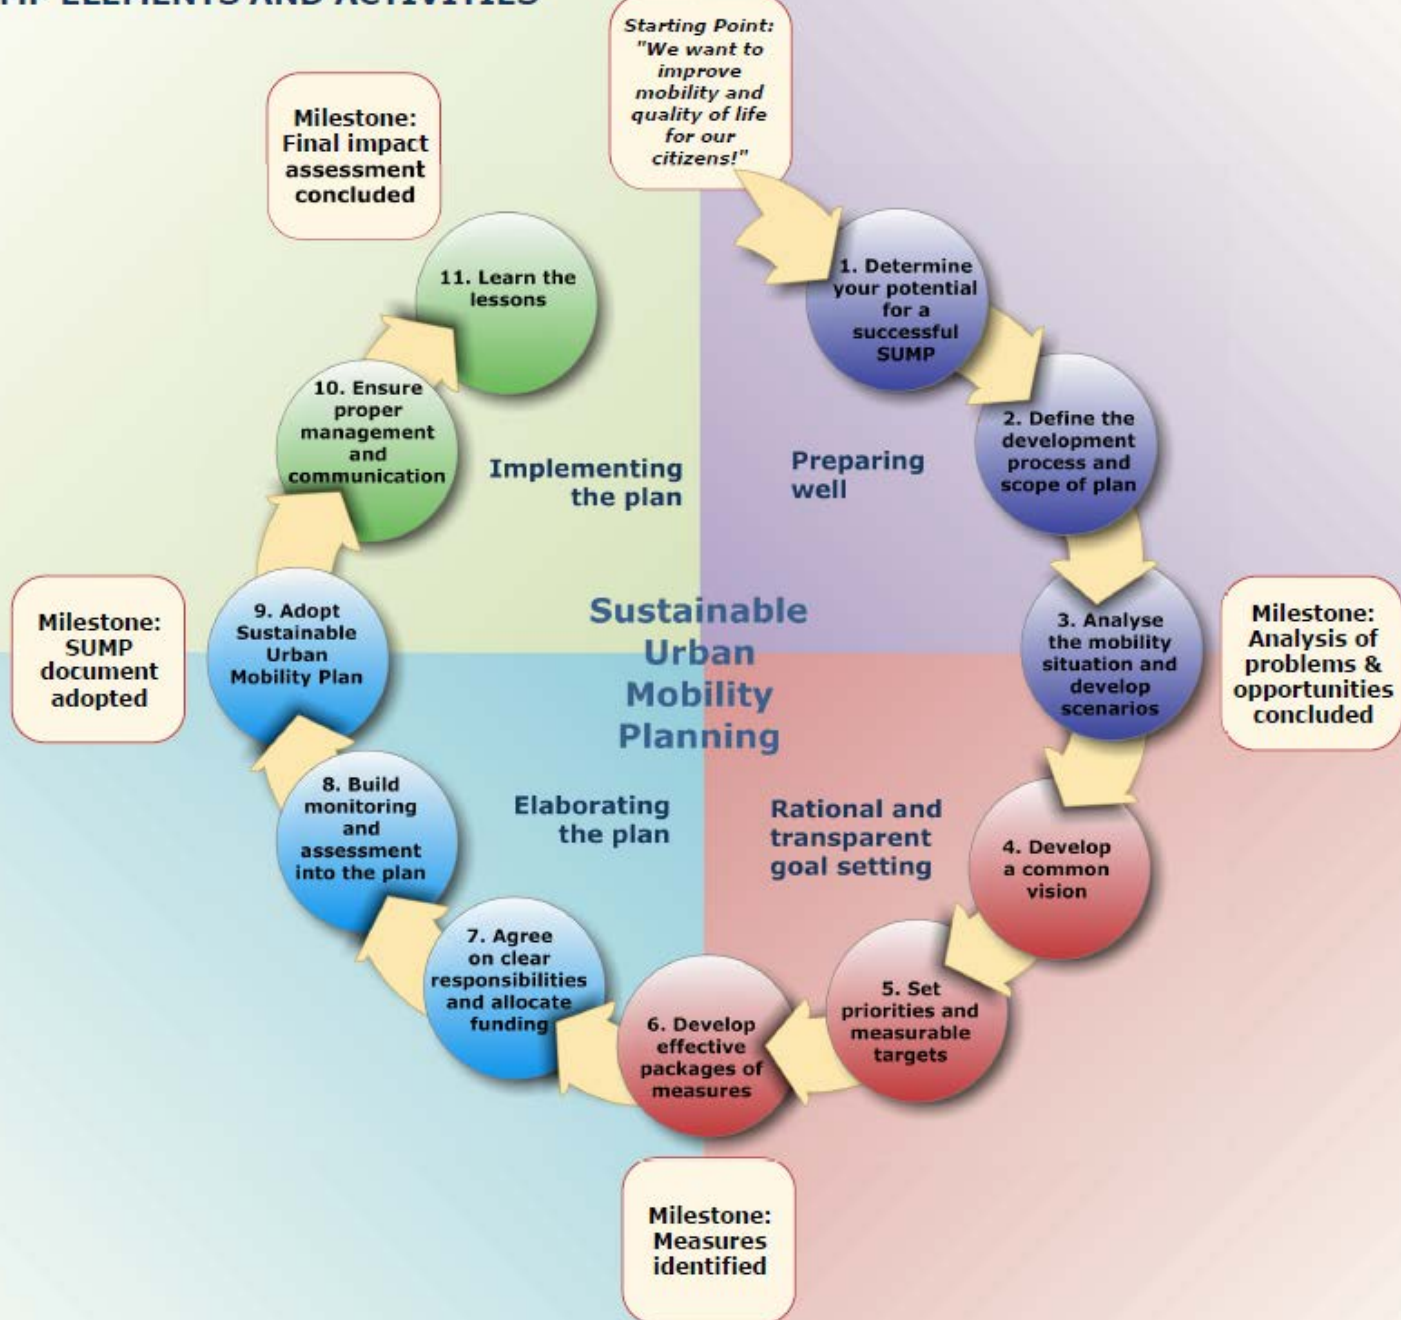 MP ELEMENTS AND ACTIVITIES
Starting Point:
"We want to
improve
mobility and
quality of life
for our
citizens!"
1. Determine
your potential
for a
successful
SUMP
2. Define the
development
process and
scope of plan
Preparing
well
3. Analyse
the mobility
situation and
develop
scenarios
Milestone:
Analysis of
problems &
opportunities
concluded
4. Develop
a common
vision
Rational and
transparent
goal setting
5. Set
priorities and
measurable
targets
6. Develop
effective
packages of
measures
Milestone:
Measures
identified
7. Agree
on clear
responsibilities
and allocate
funding
Elaborating
the plan
8. Build
monitoring
and
assessment
into the plan
9. Adopt
Sustainable
Urban
Mobility Plan
Milestone:
SUMP
document
adopted
10. Ensure
proper
management
and
communication
Implementing
the plan
11. Learn the
lessons
Milestone:
Final impact
assessment
concluded
Sustainable
Urban
Mobility
Planning